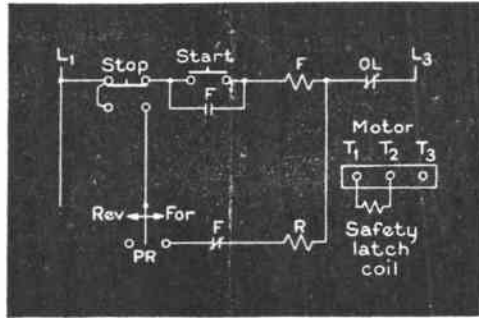 L1
Stop
Start
F
OL
L3
F
Motor
T1 T2 T3
Rev For
F
R
PR
Safety
latch
coil